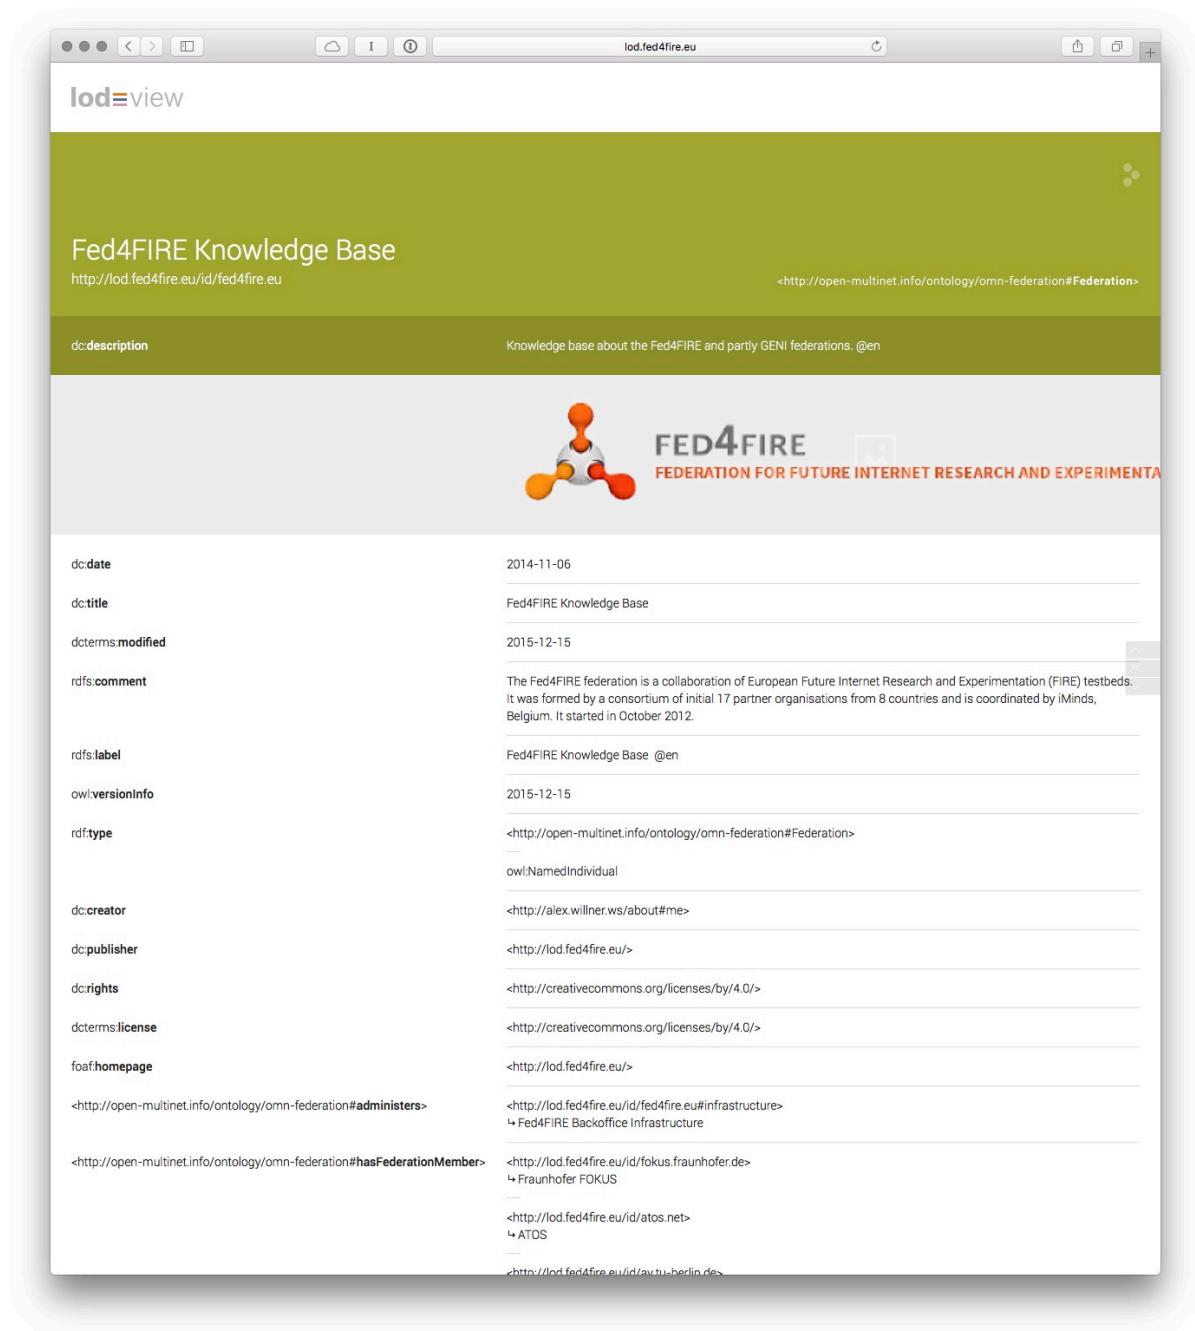 lod.fed4fire.eu
lod view
Fed4FIRE Knowledge Base
http://lod.fed4fire.eu/id/fed4fire.eu
<http://open-multinet.info/ontology/omn-federation#Federation>
dc:description
Knowledge base about the Fed4FIRE and partly GENI federations. @en
FED4FIRE
FEDERATION FOR FUTURE INTERNET RESEARCH AND EXPERIMENTA
dc:date
2014-11-06
dc:title
Fed4FIRE Knowledge Base
dcterms:modified
2015-12-15
rdfs:comment
The Fed4FIRE federation is a collaboration of European Future Internet Research and Experimentation (FIRE) testbeds.
It was formed by a consortium of initial 17 partner organisations from 8 countries and is coordinated by iMinds,
Belgium. It started in October 2012.
rdfs:label
Fed4FIRE Knowledge Base @en
owl:versionInfo
2015-12-15
rdf:type
<http://open-multinet.info/ontology/omn-federation#Federation>
owl:NamedIndividual
dc:creator
<http://alex.willner.ws/about#me>
dc:publisher
<http://lod.fed4fire.eu/>
dc:rights
<http://creativecommons.org/licenses/by/4.0/>
dcterms:license
<http://creativecommons.org/licenses/by/4.0/>
foaf:homepage
<http://lod.fed4fire.eu/>
<http://open-multinet.info/ontology/omn-federation#administers>
<http://lod.fed4fire.eu/id/fed4fire.eu#infrastructure>
↳ Fed4FIRE Backoffice Infrastructure
<http://open-multinet.info/ontology/omn-federation#hasFederationMember>
<http://lod.fed4fire.eu/id/fokus.fraunhofer.de>
↳ Fraunhofer FOKUS
<http://lod.fed4fire.eu/id/atos.net>
↳ ATOS
<http://lod.fed4fire.eu/id/av.tu-berlin.de>